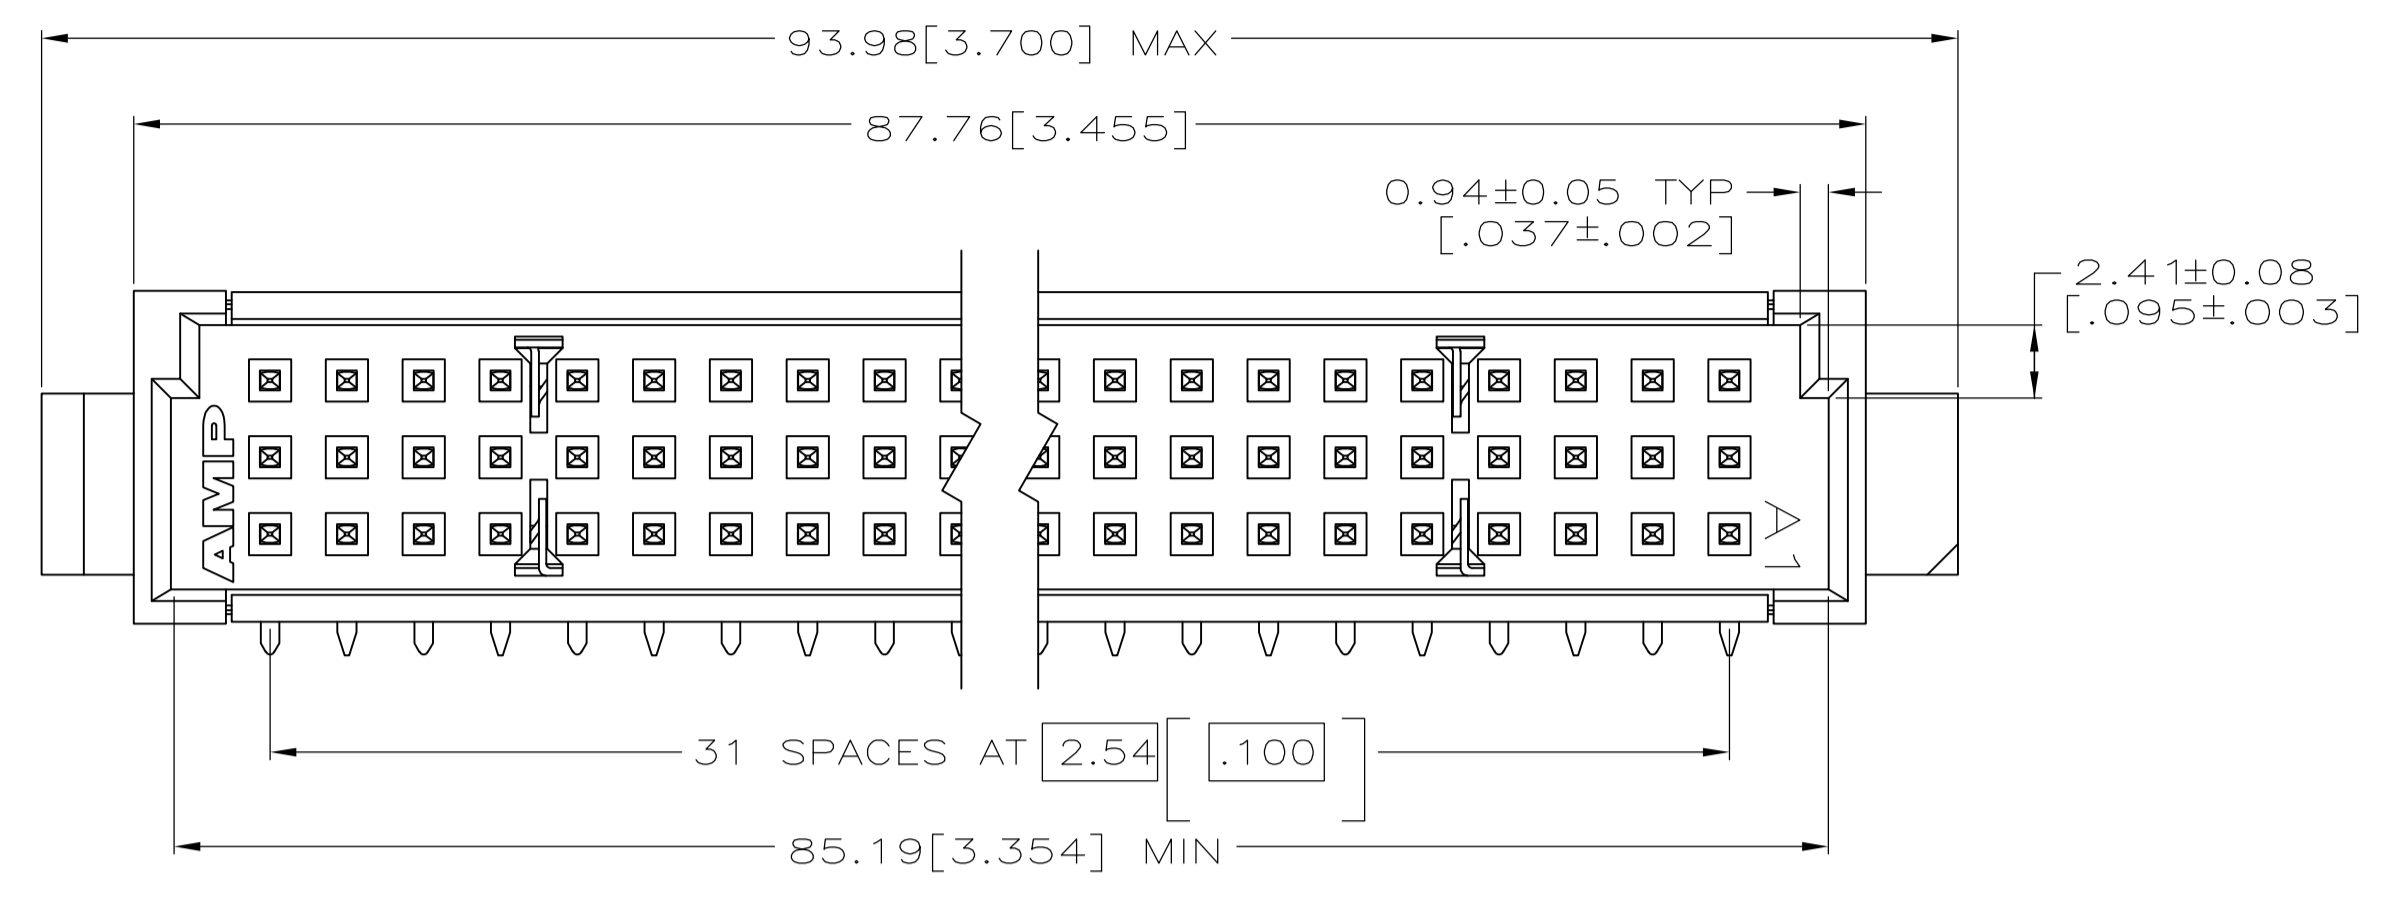 93.98[3.700] MAX
87.76[3.455]
0.94±0.05 TYP
[.037±.002]
2.41±0.08
[.095±.003]
AMP
A1
31 SPACES AT 2.54 [.100]
85.19[3.354] MIN